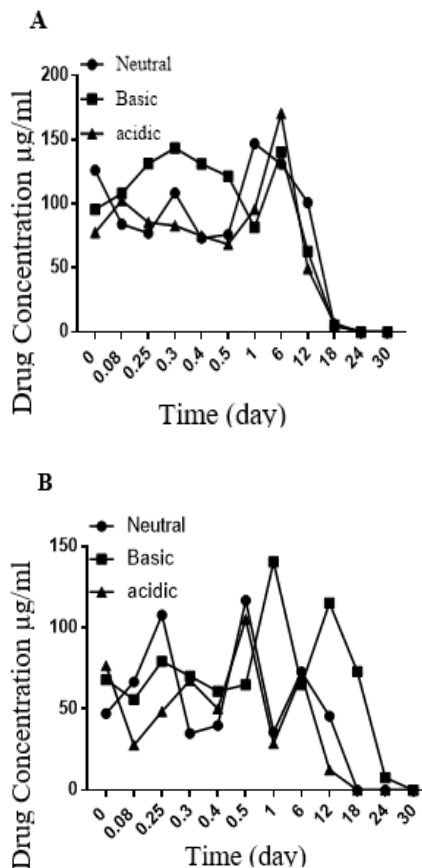 A
Neutral
Basic
acidic
Drug Concentration µg/ml
200
150
100
50
0
0 0.08 0.25 0.3 0.4 0.5 1 6 12 18 24 30
Time (day)
B
Neutral
Basic
acidic
Drug Concentration µg/ml
150
100
50
0
0 0.08 0.25 0.3 0.4 0.5 1 6 12 18 24 30
Time (day)